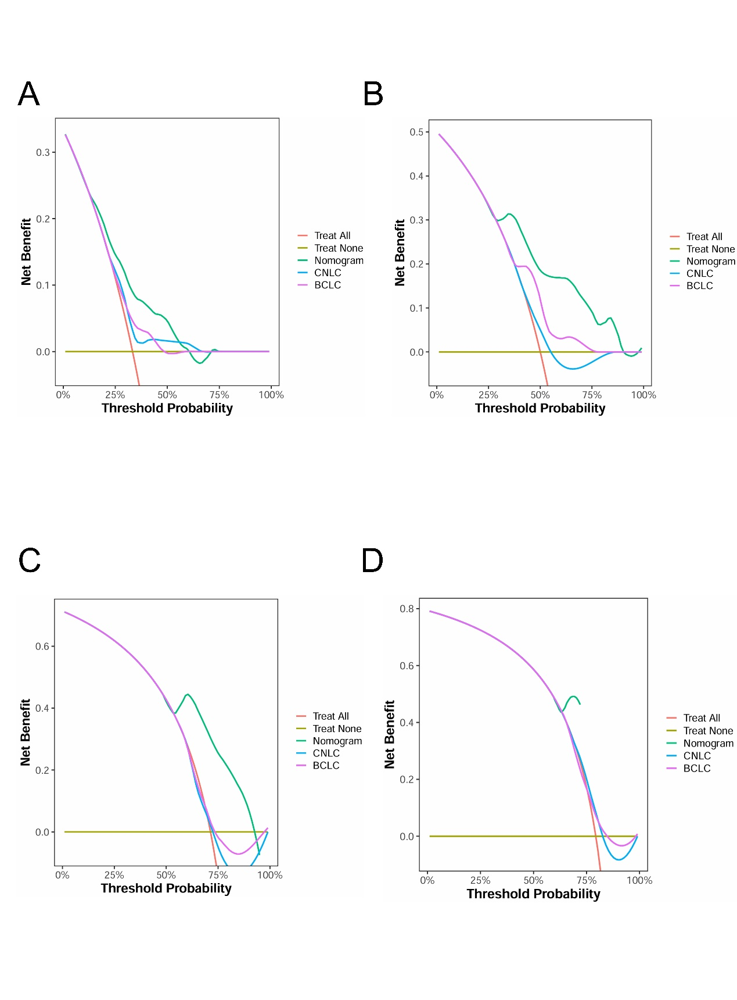 A
Net Benefit
0.3
0.2
0.1
0.0
0% 25% 50% 75% 100%
Threshold Probability
Treat All
Treat None
Nomogram
CNLC
BCLC
B
Net Benefit
0.5
0.4
0.3
0.2
0.1
0.0
0% 25% 50% 75% 100%
Threshold Probability
Treat All
Treat None
Nomogram
CNLC
BCLC
C
Net Benefit
0.6
0.4
0.2
0.0
0% 25% 50% 75% 100%
Threshold Probability
Treat All
Treat None
Nomogram
CNLC
BCLC
D
Net Benefit
0.8
0.6
0.4
0.2
0.0
0% 25% 50% 75% 100%
Threshold Probability
Treat All
Treat None
Nomogram
CNLC
BCLC